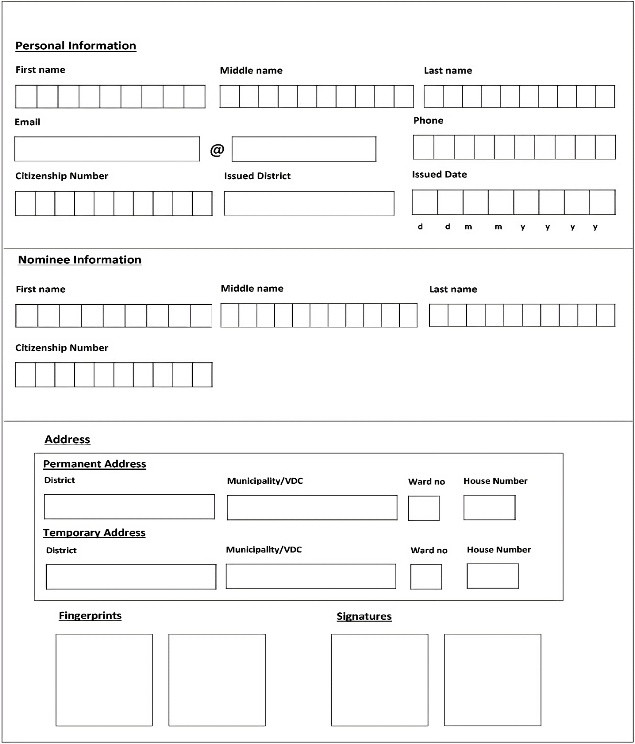 Personal Information
First name Middle name Last name
Email Phone
@
Citizenship Number Issued District Issued Date
d d m m y y y y
Nominee Information
First name Middle name Last name
Citizenship Number
Address
Permanent Address
District Municipality/VDC Ward no House Number
Temporary Address
District Municipality/VDC Ward no House Number
Fingerprints Signatures